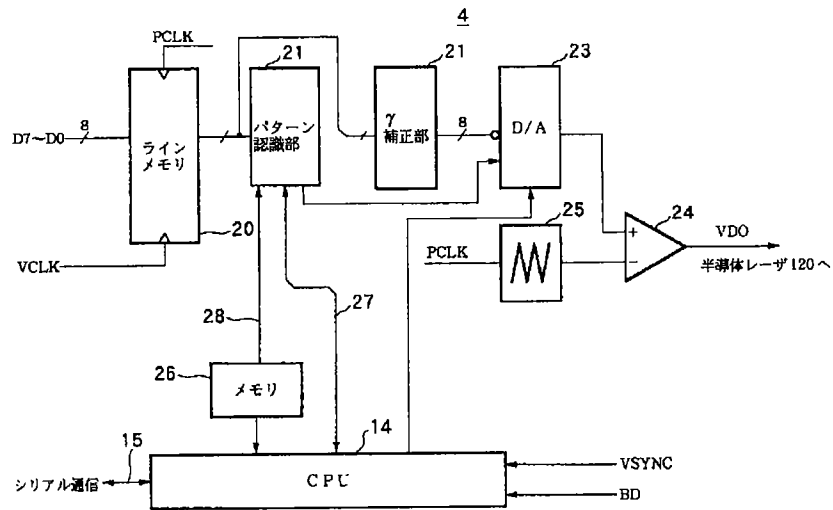 4
PCLK
21
21
23
D7〜D0
8
ライン
メモリ
パターン
認識部
γ
補正部
8
D/A
20
VCLK
25
24
PCLK
+
−
VDO
半導体レーザ120へ
28
27
26
メモリ
14
15
シリアル通信
CPU
VSYNC
BD